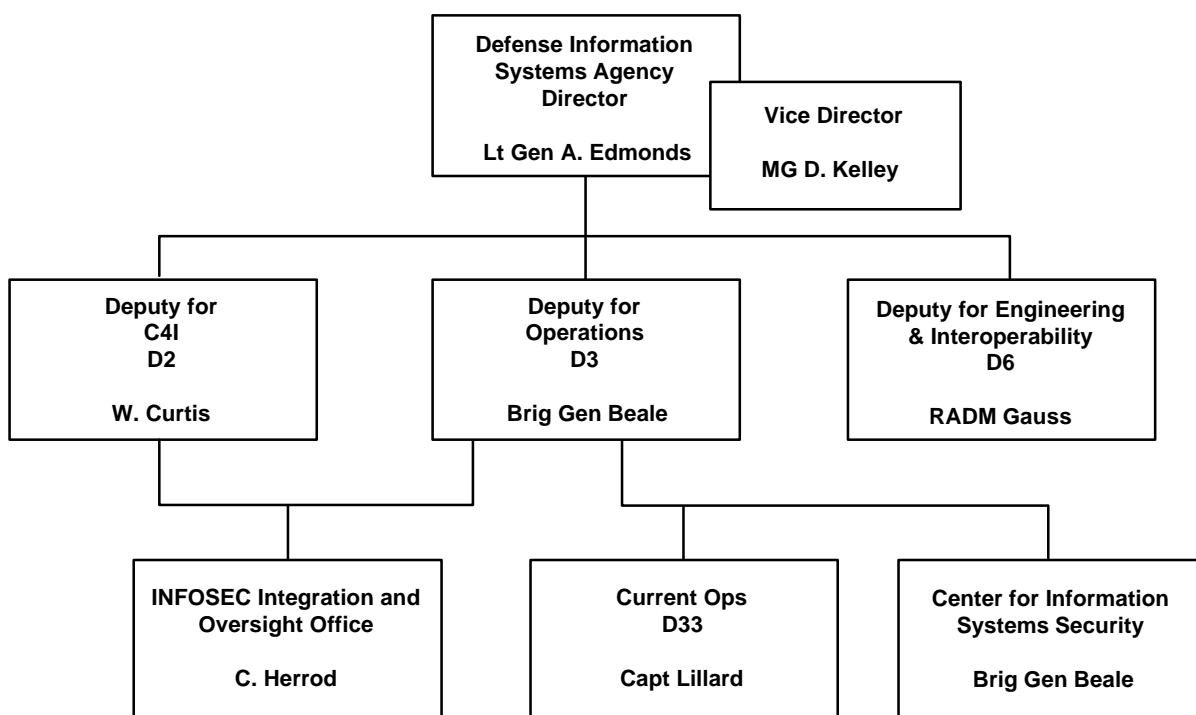 Defense Information
Systems Agency
Director
Lt Gen A. Edmonds
Vice Director
MG D. Kelley
Deputy for
C4I
D2
W. Curtis
Deputy for
Operations
D3
Brig Gen Beale
Deputy for Engineering
& Interoperability
D6
RADM Gauss
INFOSEC Integration and
Oversight Office
C. Herrod
Current Ops
D33
Capt Lillard
Center for Information
Systems Security
Brig Gen Beale